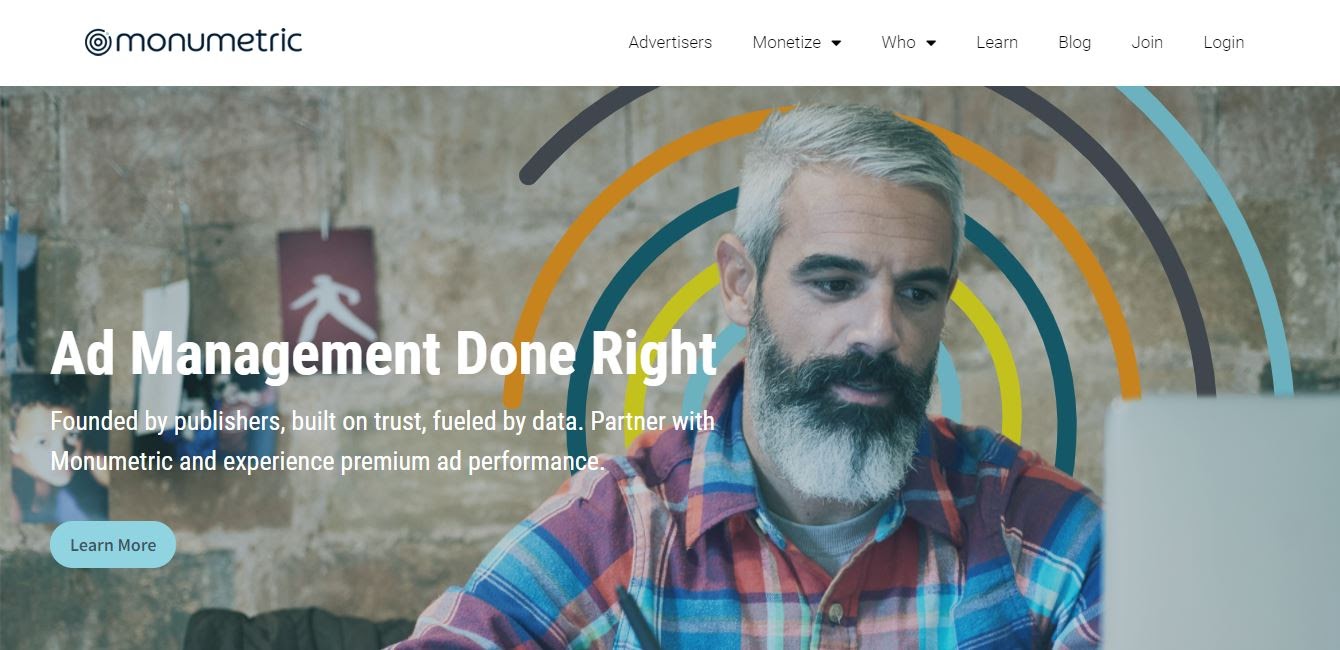 monumetric
Advertisers
Monetize
Who
Learn
Blog
Join
Login
Ad Management Done Right
Founded by publishers, built on trust, fueled by data. Partner with
Monumetric and experience premium ad performance.
Learn More